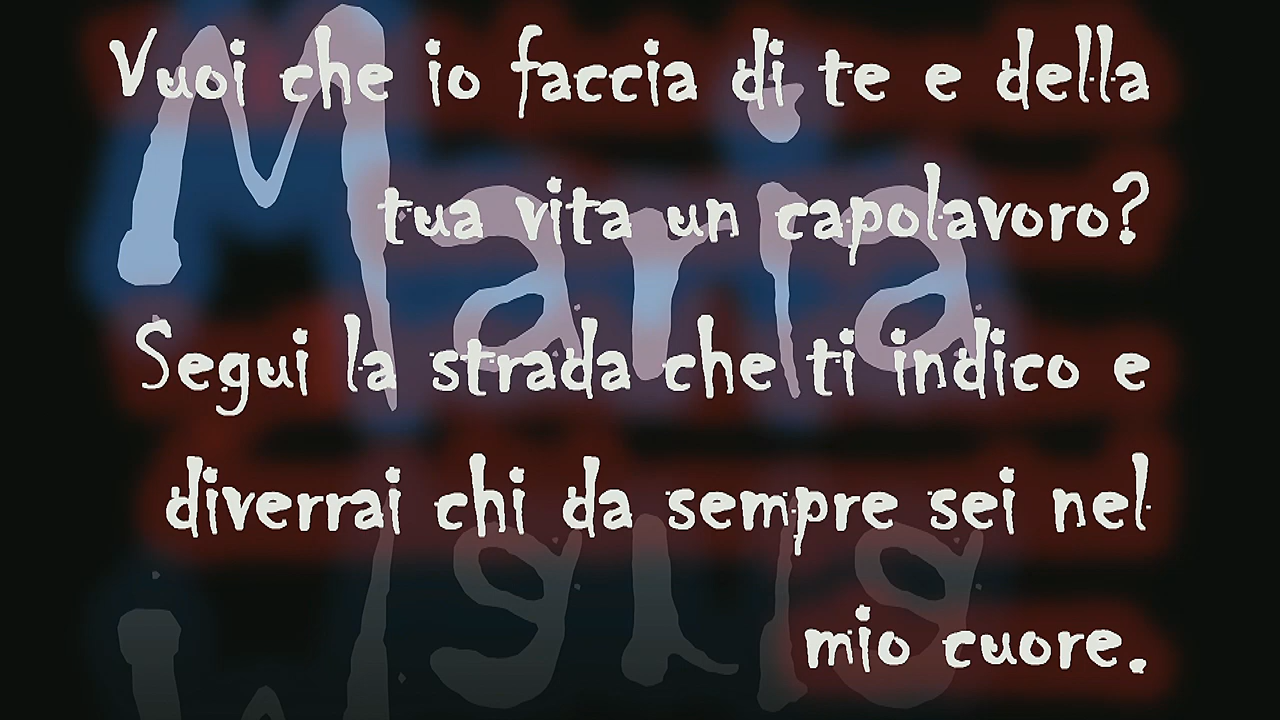 Maria
Vuoi che io faccia di te e della
tua vita un capolavoro?
Segui la strada che ti indico e
diverrai chi da sempre sei nel
mio cuore.